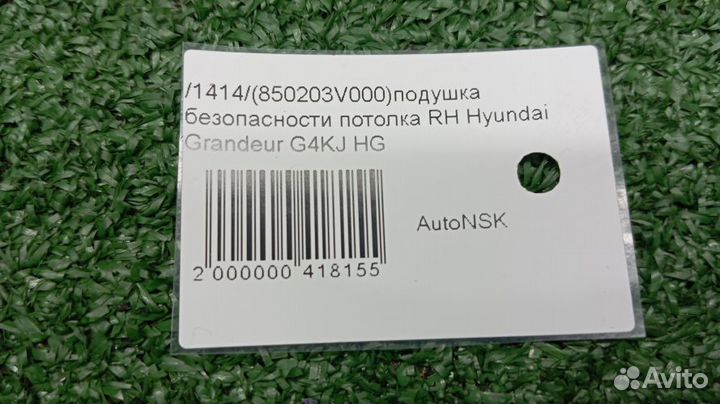 /1414/(850203V000)подушка
безопасности потолка RH Hyundai
Grandeur G4KJ HG
AutoNSK
2 000000 418155
Avito